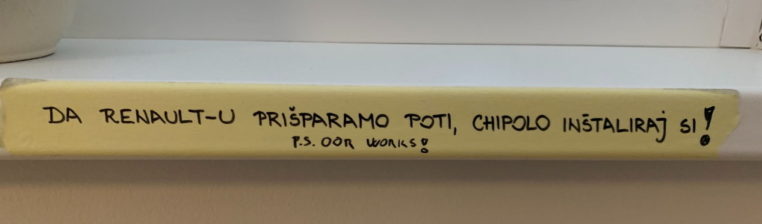 DA RENAULT-U PRIŠPARAMO POTI, CHIPOLO INŠTALIRAJ SI!
P.S. OOR WORKS!